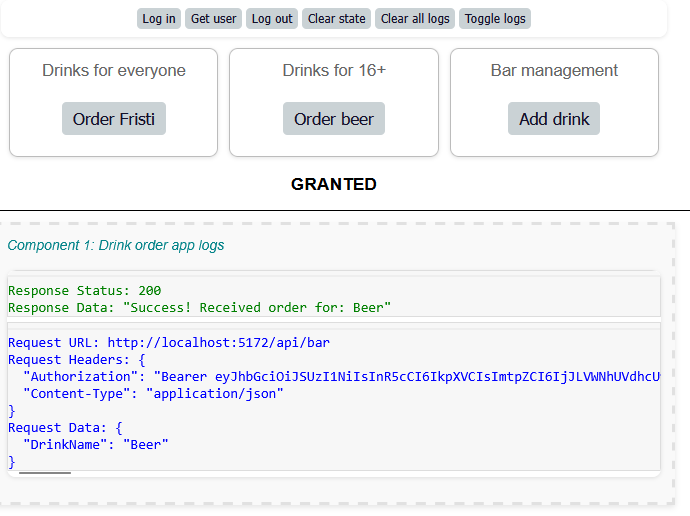 Log in Get user Log out Clear state Clear all logs Toggle logs
Drinks for everyone Drinks for 16+ Bar management
Order Fristi Order beer Add drink
GRANTED
Component 1: Drink order app logs
Response Status: 200
Response Data: "Success! Received order for: Beer"
Request URL: http://localhost:5172/api/bar
Request Headers: {
"Authorization": "Bearer eyJhbGciOiJSUzI1NiIsInR5cCI6IkpXVCIsImtpZCI6IjJLVWNhUVdhcU
"Content-Type": "application/json"
}
Request Data: {
"DrinkName": "Beer"
}